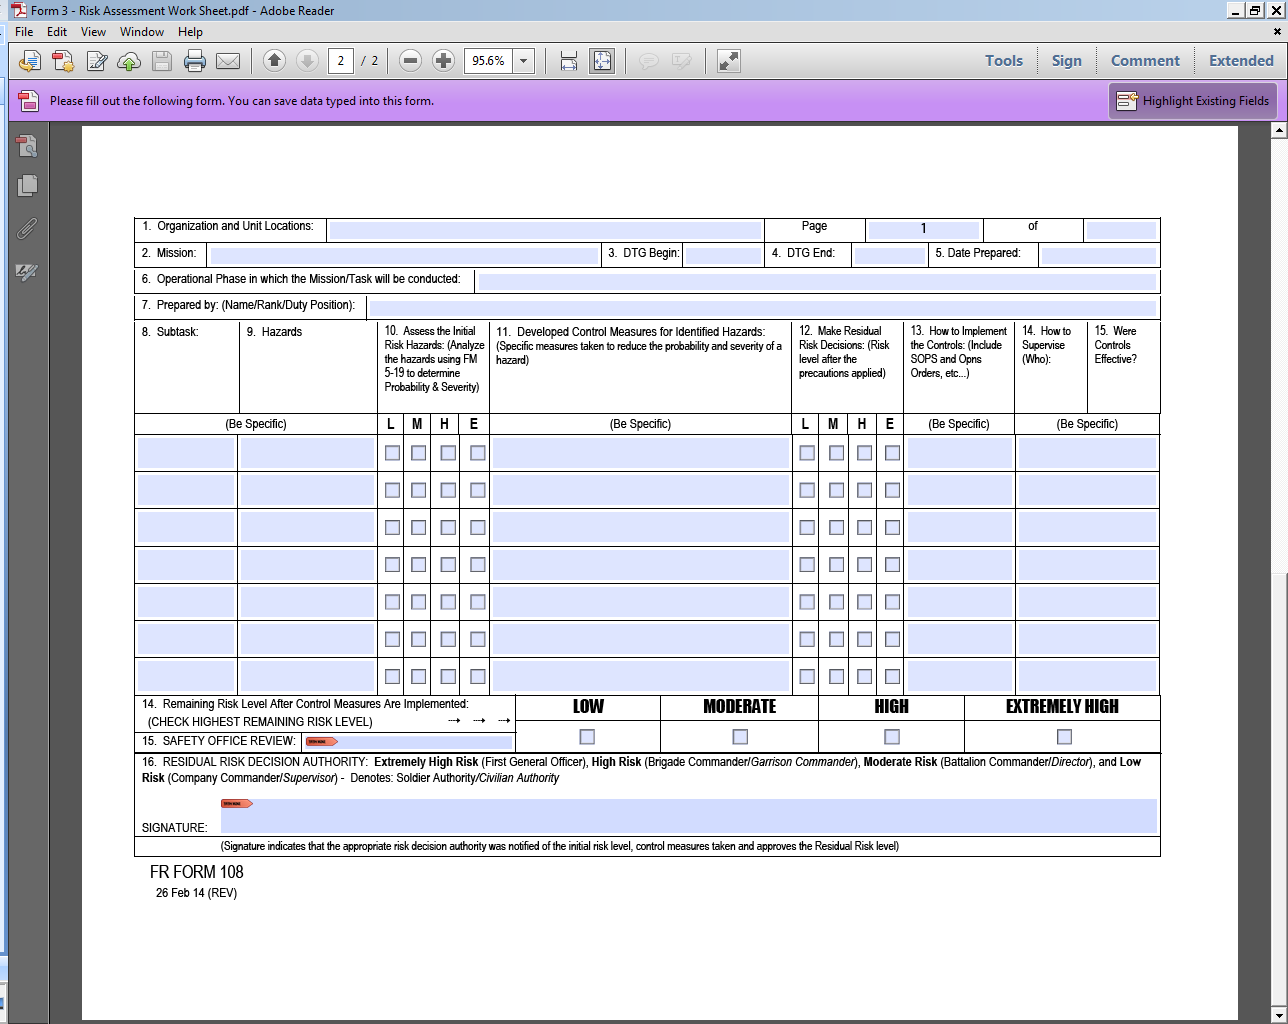 Form 3 - Risk Assessment Work Sheet.pdf - Adobe Reader
File Edit View Window Help
2 / 2 95.6% Tools Sign Comment Extended
Please fill out the following form. You can save data typed into this form. Highlight Existing Fields
1. Organization and Unit Locations: Page 1 of
2. Mission: 3. DTG Begin: 4. DTG End: 5. Date Prepared:
6. Operational Phase in which the Mission/Task will be conducted:
7. Prepared by: (Name/Rank/Duty Position):
8. Subtask:
9. Hazards
10. Assess the Initial
Risk Hazards: (Analyze
the hazards using FM
5-19 to determine
Probability & Severity)
11. Developed Control Measures for Identified Hazards:
(Specific measures taken to reduce the probability and severity of a
hazard)
12. Make Residual
Risk Decisions: (Risk
level after the
precautions applied)
13. How to Implement
the Controls: (Include
SOPS and Opns
Orders, etc...)
14. How to
Supervise
(Who):
15. Were
Controls
Effective?
(Be Specific) L M H E (Be Specific) L M H E (Be Specific) (Be Specific)
14. Remaining Risk Level After Control Measures Are Implemented:
(CHECK HIGHEST REMAINING RISK LEVEL)
LOW MODERATE HIGH EXTREMELY HIGH
15. SAFETY OFFICE REVIEW:
16. RESIDUAL RISK DECISION AUTHORITY: Extremely High Risk (First General Officer), High Risk (Brigade Commander/Garrison Commander), Moderate Risk (Battalion Commander/Director), and Low
Risk (Company Commander/Supervisor) - Denotes: Soldier Authority/Civilian Authority
SIGNATURE:
(Signature indicates that the appropriate risk decision authority was notified of the initial risk level, control measures taken and approves the Residual Risk level)
FR FORM 108
26 Feb 14 (REV)